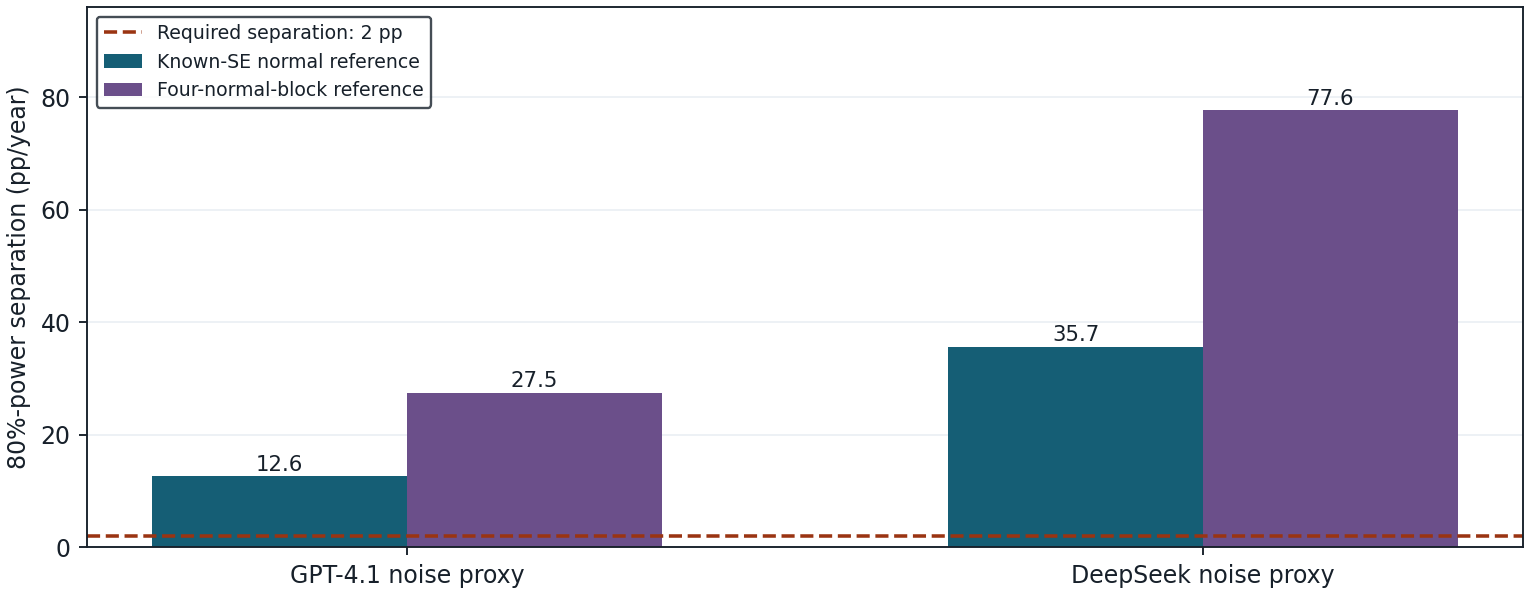 Required separation: 2 pp
Known-SE normal reference
Four-normal-block reference
80%-power separation (pp/year)
80
60
40
20
0
12.6
27.5
35.7
77.6
GPT-4.1 noise proxy
DeepSeek noise proxy